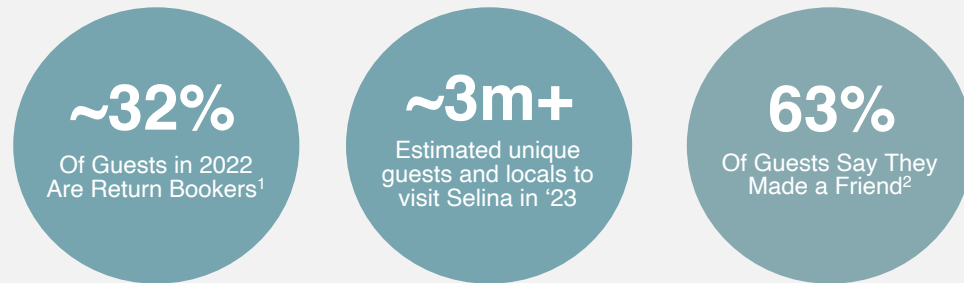 ~32%
Of Guests in 2022
Are Return Bookers¹
~3m+
Estimated unique
guests and locals to
visit Selina in ‘23
63%
Of Guests Say They
Made a Friend²